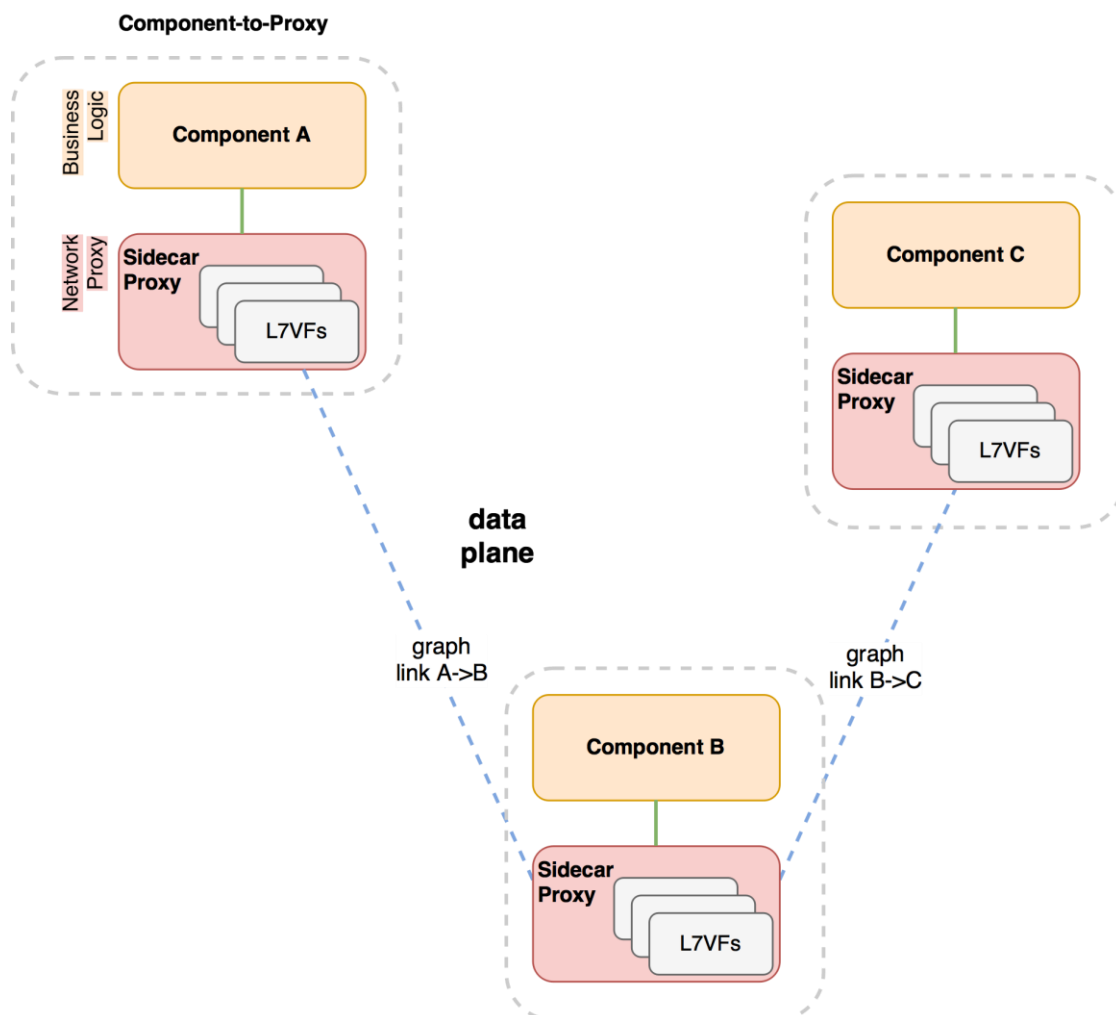 Component-to-Proxy
Business
Logic
Component A
Network
Proxy
Sidecar
Proxy
L7VFs
Component C
Sidecar
Proxy
L7VFs
data
plane
graph
link A->B
graph
link B->C
Component B
Sidecar
Proxy
L7VFs